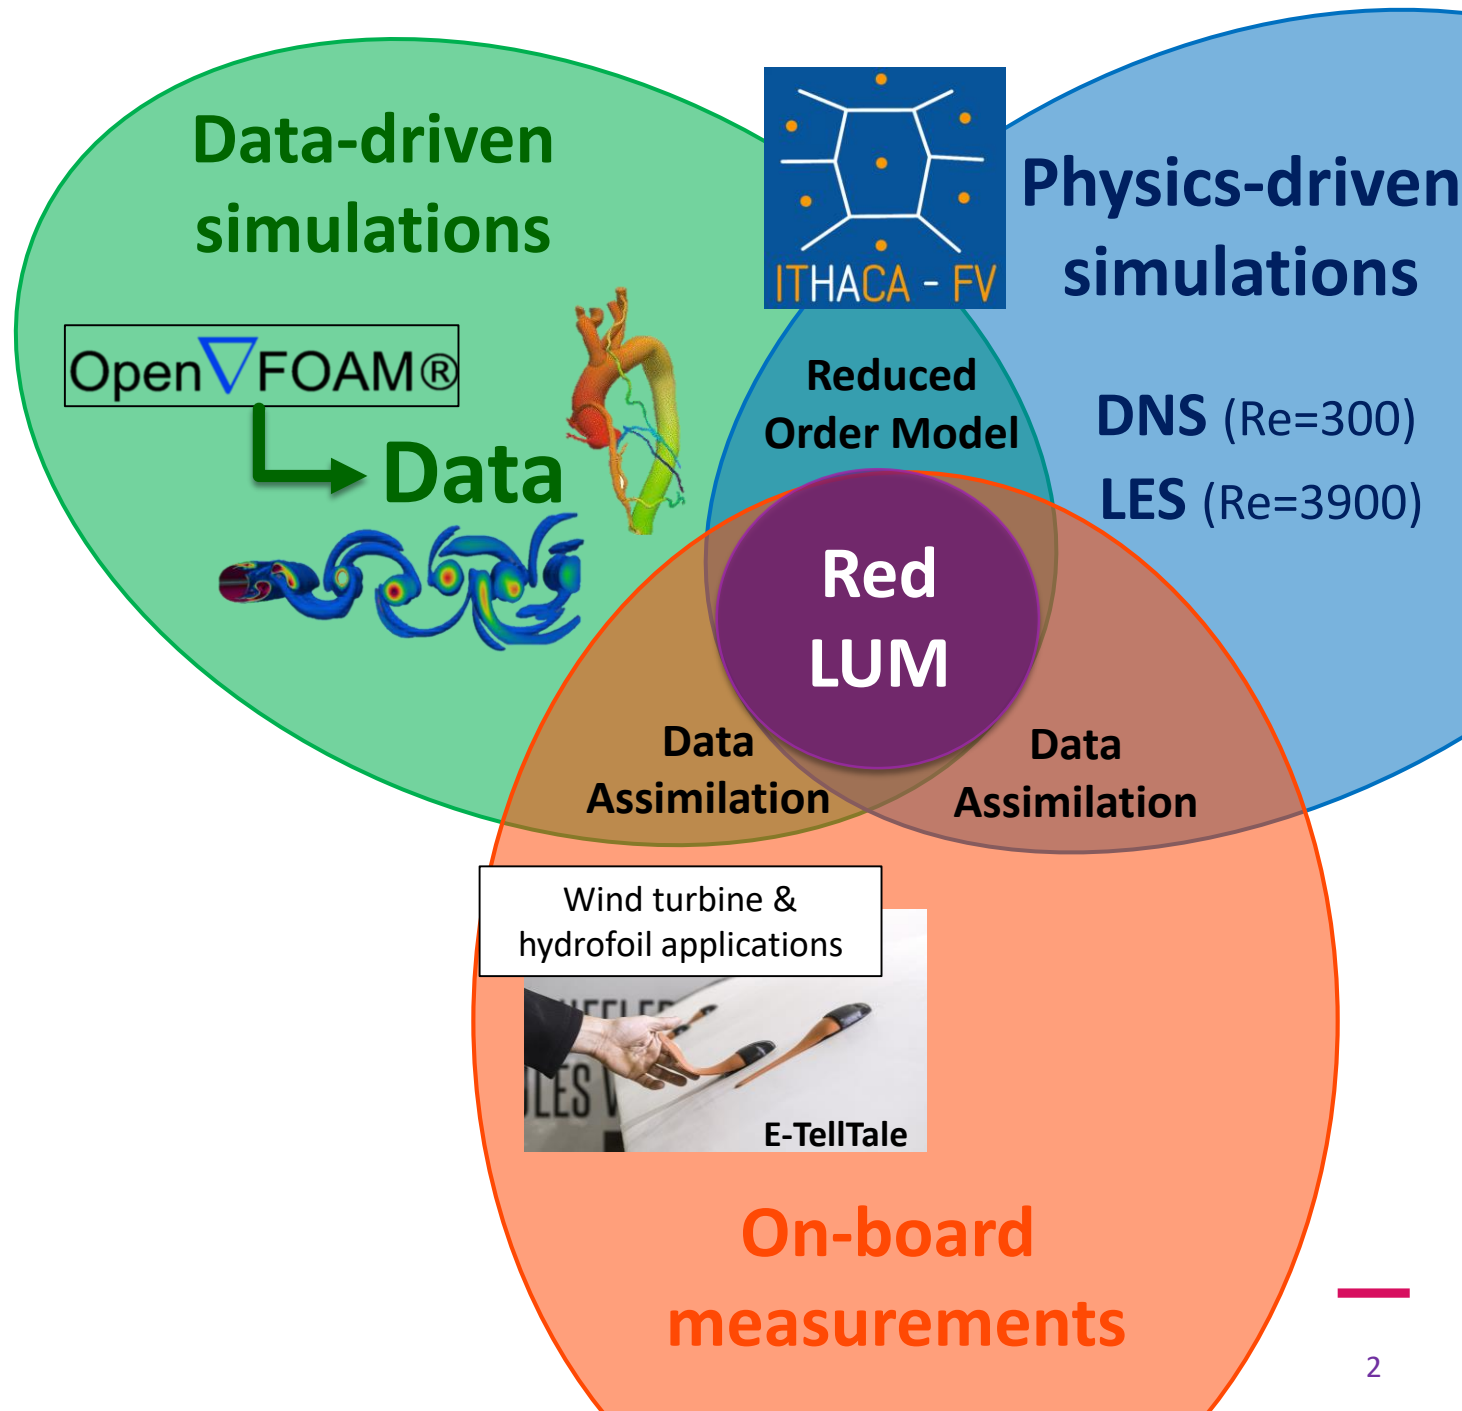 Data-driven
simulations
OpenFOAM®
Data
ITHACA - FV
Physics-driven
simulations
DNS (Re=300)
LES (Re=3900)
Reduced
Order Model
Red
LUM
Data
Assimilation
Data
Assimilation
Wind turbine &
hydrofoil applications
E-TellTale
On-board
measurements
2